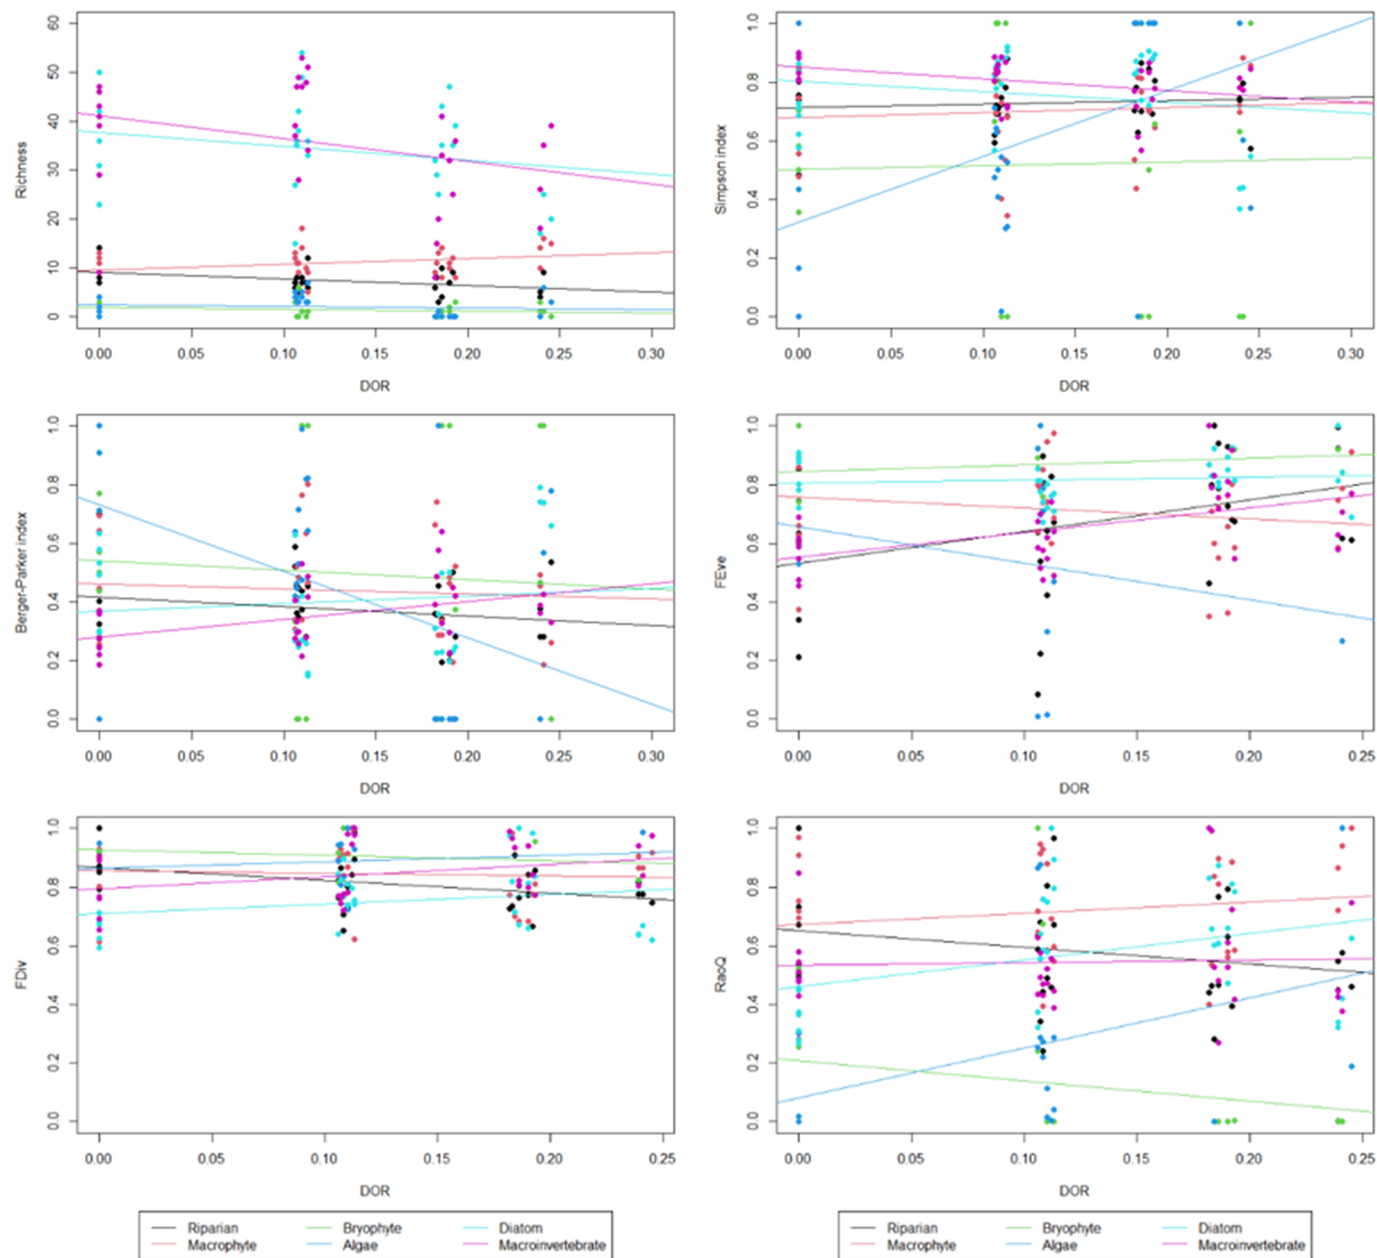 Richness
60
50
40
30
20
10
0
0.00 0.05 0.10 0.15 0.20 0.25 0.30
DOR
Simpson index
1.0
0.8
0.6
0.4
0.2
0.0
0.00 0.05 0.10 0.15 0.20 0.25 0.30
DOR
Berger-Parker index
1.0
0.8
0.6
0.4
0.2
0.0
0.00 0.05 0.10 0.15 0.20 0.25 0.30
DOR
FEve
1.0
0.8
0.6
0.4
0.2
0.0
0.00 0.05 0.10 0.15 0.20 0.25
DOR
FDiv
1.0
0.8
0.6
0.4
0.2
0.0
0.00 0.05 0.10 0.15 0.20 0.25
DOR
RaoQ
1.0
0.8
0.6
0.4
0.2
0.0
0.00 0.05 0.10 0.15 0.20 0.25
DOR
Riparian Bryophyte Diatom
Macrophyte Algae Macroinvertebrate
Riparian Bryophyte Diatom
Macrophyte Algae Macroinvertebrate